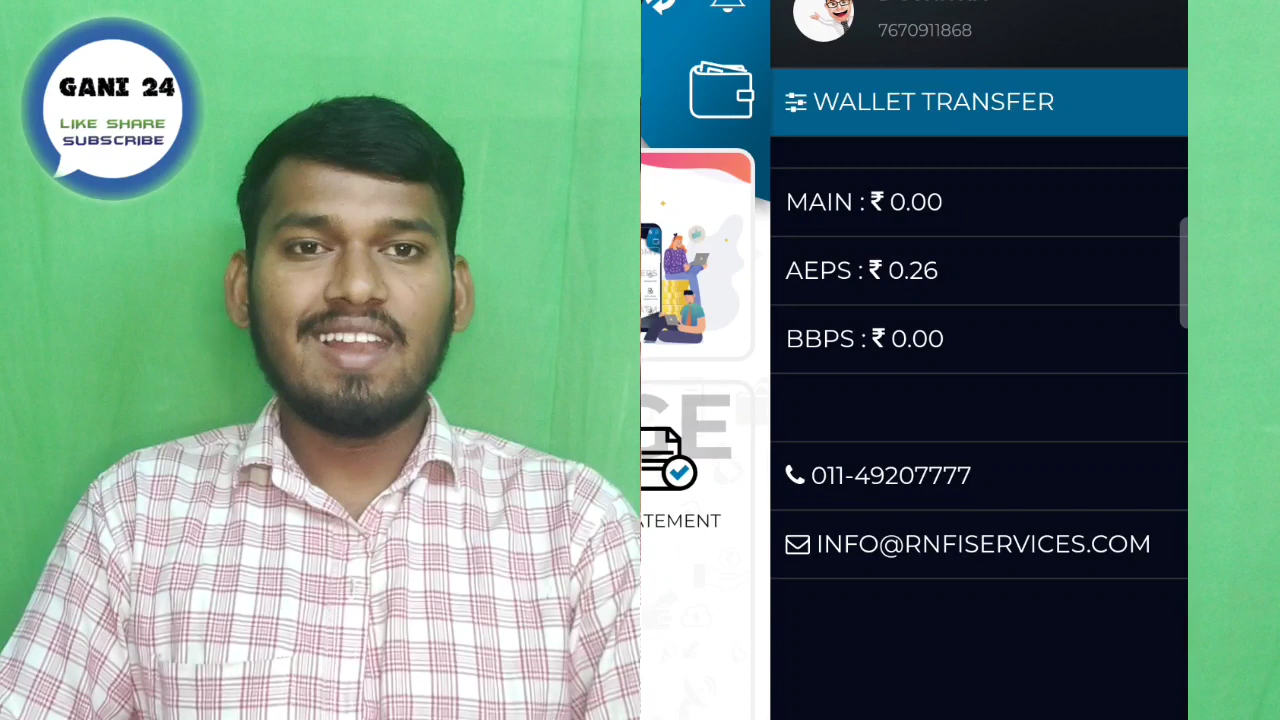 GANI 24
LIKE SHARE
SUBSCRIBE
7670911868
WALLET TRANSFER
MAIN : ₹ 0.00
AEPS : ₹ 0.26
BBPS : ₹ 0.00
011-49207777
INFO@RNFISERVICES.COM
GE
ATEMENT